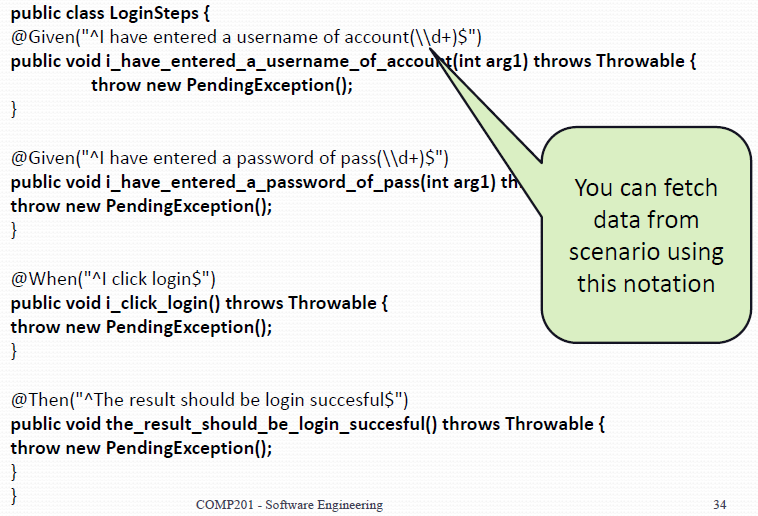 public class LoginSteps {
@Given("^I have entered a username of account(\\d+)$")
public void i_have_entered_a_username_of_account(int arg1) throws Throwable {
throw new PendingException();
}
@Given("^I have entered a password of pass(\\d+)$")
public void i_have_entered_a_password_of_pass(int arg1) th
throw new PendingException();
}
@When("^I click login$")
public void i_click_login() throws Throwable {
throw new PendingException();
}
@Then("^The result should be login succesful$")
public void the_result_should_be_login_succesful() throws Throwable {
throw new PendingException();
}
}
You can fetch
data from
scenario using
this notation
COMP201 - Software Engineering
34